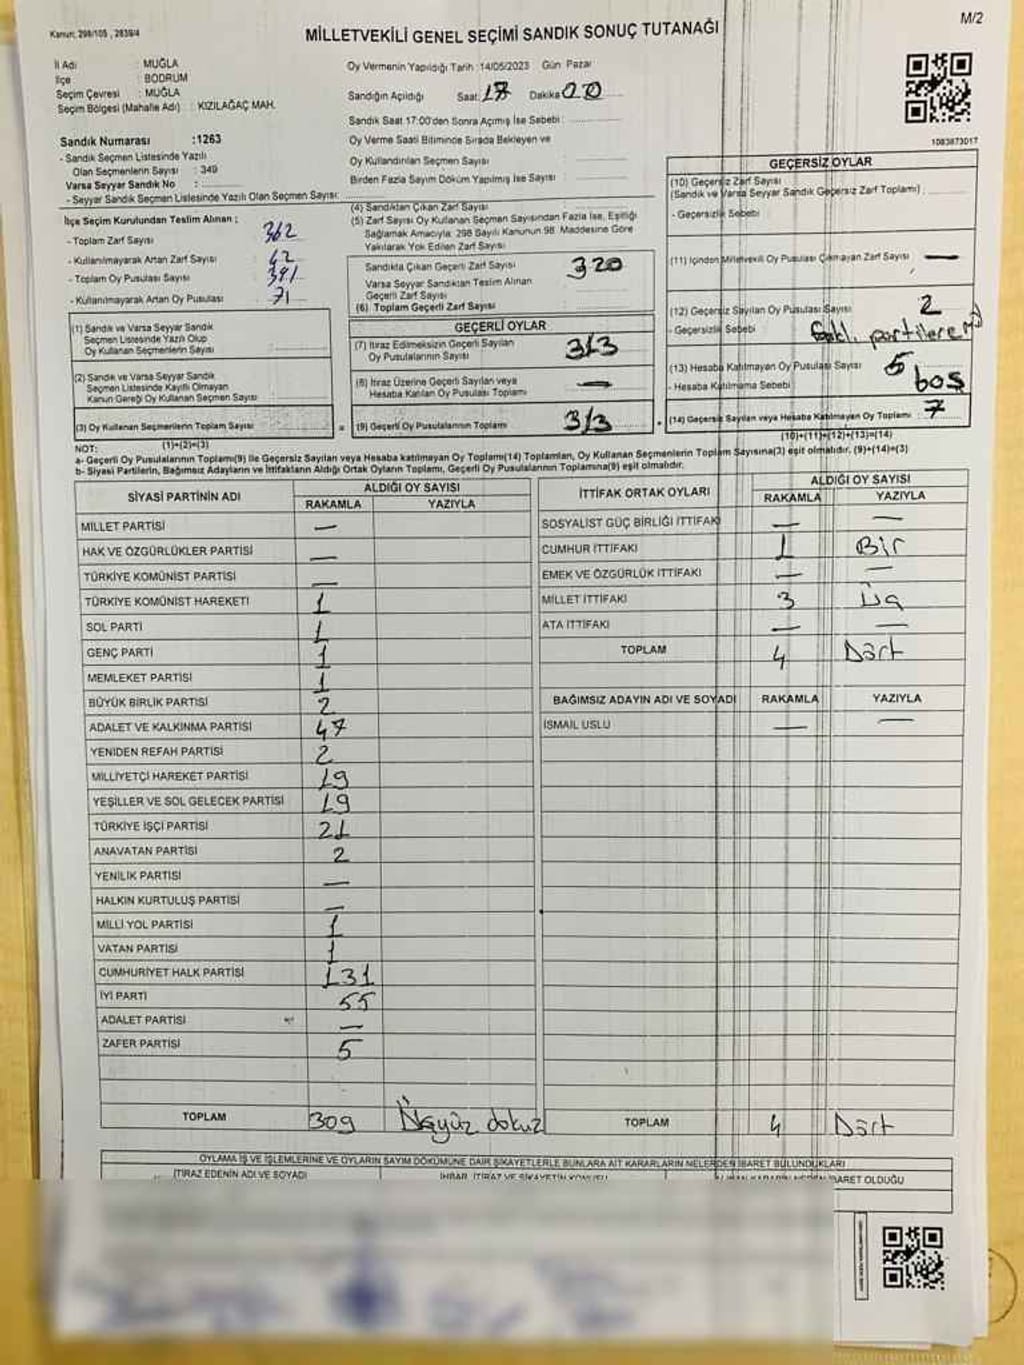 Kanun; 298/105 , 2839/4
MİLLETVEKİLİ GENEL SEÇİMİ SANDIK SONUÇ TUTANAĞI
M/2
İl Adı : MUĞLA
İlçe : BODRUM
Seçim Çevresi : MUĞLA
Seçim Bölgesi (Mahalle Adı) : KIZILAĞAÇ MAH.
Sandık Numarası :1263
- Sandık Seçmen Listesinde Yazılı
Olan Seçmenlerin Sayısı : 349
Varsa Seyyar Sandık No :
- Seyyar Sandık Seçmen Listesinde Yazılı Olan Seçmen Sayısı:
Oy Vermenin Yapıldığı Tarih :14/05/2023 Gün Pazar
Sandığın Açıldığı Saat: 17 Dakika 00
Sandık Saat 17:00'den Sonra Açımış İse Sebebi :
Oy Verme Saati Bitiminde Sırada Bekleyen ve
Oy Kullandırılan Seçmen Sayısı :
Birden Fazla Sayım Döküm Yapılmış İse Sayısı :
1083873017
İlçe Seçim Kurulundan Teslim Alınan ;
- Toplam Zarf Sayısı : 362
- Kullanılmayarak Artan Zarf Sayısı : 42
- Toplam Oy Pusulası Sayısı : 391
- Kullanılmayarak Artan Oy Pusulası : 71
(4) Sandıktan Çıkan Zarf Sayısı :
(5) Zarf Sayısı Oy Kullanan Seçmen Sayısından Fazla İse, Eşitliği
Sağlamak Amacıyla; 298 Sayılı Kanunun 98. Maddesine Göre
Yakılarak Yok Edilen Zarf Sayısı :
Sandıkta Çıkan Geçerli Zarf Sayısı : 320
Varsa Seyyar Sandıktan Teslim Alınan
Geçerli Zarf Sayısı :
(6) Toplam Geçerli Zarf Sayısı :
GEÇERSİZ OYLAR
(10) Geçersiz Zarf Sayısı
(Sandık ve Varsa Seyyar Sandık Geçersiz Zarf Toplamı) :
- Geçersizlik Sebebi :
(11) İçinden Milletvekili Oy Pusulası Çıkmayan Zarf Sayısı : —
(12) Geçersiz Sayılan Oy Pusulası Sayısı : 2
- Geçersizlik Sebebi : partilere
(13) Hesaba Katılmayan Oy Pusulası Sayısı : 5
- Hesaba Katılmama Sebebi : boş
(14) Geçersiz Sayılan veya Hesaba Katılmayan Oy Toplamı : 7
(10)+(11)+(12)+(13)=(14)
(1) Sandık ve Varsa Seyyar Sandık
Seçmen Listesinde Yazılı Olup
Oy Kullanan Seçmenlerin Sayısı :
(2) Sandık ve Varsa Seyyar Sandık
Seçmen Listesinde Kayıtlı Olmayan
Kanun Gereği Oy Kullanan Seçmen Sayısı :
(3) Oy Kullanan Seçmenlerin Toplam Sayısı :
(1)+(2)=(3)
GEÇERLİ OYLAR
(7) İtiraz Edilmeksizin Geçerli Sayılan
Oy Pusulalarının Sayısı : 313
(8) İtiraz Üzerine Geçerli Sayılan veya
Hesaba Katılan Oy Pusulası Toplamı : —
(9) Geçerli Oy Pusulalarının Toplamı : 313
NOT:
a- Geçerli Oy Pusulalarının Toplamı(9) ile Geçersiz Sayılan veya Hesaba katılmayan Oy Toplamı(14) Toplamları, Oy Kullanan Seçmenlerin Toplam Sayısına(3) eşit olmalıdır. (9)+(14)=(3)
b- Siyasi Partilerin, Bağımsız Adayların ve İttifakların Aldığı Ortak Oyların Toplamı, Geçerli Oy Pusulalarının Toplamına(9) eşit olmalıdır.
SİYASİ PARTİNİN ADI ALDIĞI OY SAYISI
RAKAMLA YAZIYLA
MİLLET PARTİSİ —
HAK VE ÖZGÜRLÜKLER PARTİSİ —
TÜRKİYE KOMÜNİST PARTİSİ —
TÜRKİYE KOMÜNİST HAREKETİ 1
SOL PARTİ 1
GENÇ PARTİ 1
MEMLEKET PARTİSİ 1
BÜYÜK BİRLİK PARTİSİ 2
ADALET VE KALKINMA PARTİSİ 47
YENİDEN REFAH PARTİSİ 2
MİLLİYETÇİ HAREKET PARTİSİ 19
YEŞİLLER VE SOL GELECEK PARTİSİ 19
TÜRKİYE İŞÇİ PARTİSİ 21
ANAVATAN PARTİSİ 2
YENİLİK PARTİSİ —
HALKIN KURTULUŞ PARTİSİ —
MİLLİ YOL PARTİSİ 1
VATAN PARTİSİ 1
CUMHURİYET HALK PARTİSİ 131
İYİ PARTİ 55
ADALET PARTİSİ —
ZAFER PARTİSİ 5
TOPLAM 309 Üçyüz dokuz
İTTİFAK ORTAK OYLARI ALDIĞI OY SAYISI
RAKAMLA YAZIYLA
SOSYALİST GÜÇ BİRLİĞİ İTTİFAKI — —
CUMHUR İTTİFAKI 1 Bir
EMEK VE ÖZGÜRLÜK İTTİFAKI — —
MİLLET İTTİFAKI 3 Üç
ATA İTTİFAKI — —
TOPLAM 4 Dört
BAĞIMSIZ ADAYIN ADI VE SOYADI RAKAMLA YAZIYLA
İSMAİL USLU — —
TOPLAM 4 Dört
OYLAMA İŞ VE İŞLEMLERİNE VE OYLARIN SAYIM DÖKÜMÜNE DAİR ŞİKAYETLERLE BUNLARA AİT KARARLARIN NELERDEN İBARET BULUNDUKLARI
İTİRAZ EDENİN ADI VE SOYADI